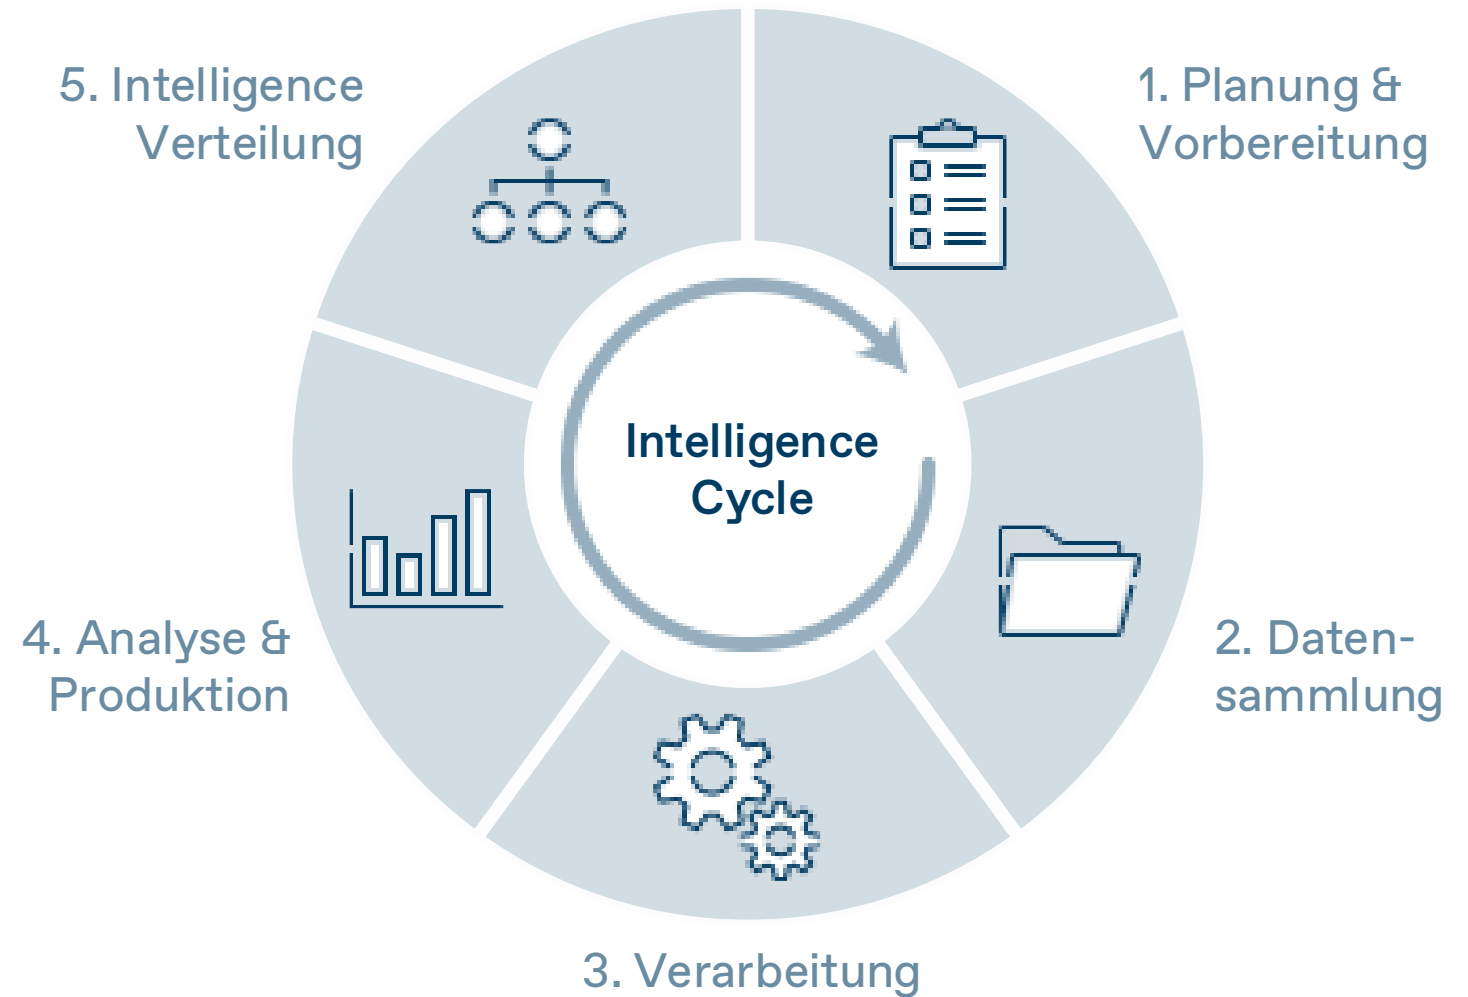 1. Planung &
Vorbereitung
2. Daten-
sammlung
3. Verarbeitung
4. Analyse &
Produktion
5. Intelligence
Verteilung
Intelligence
Cycle